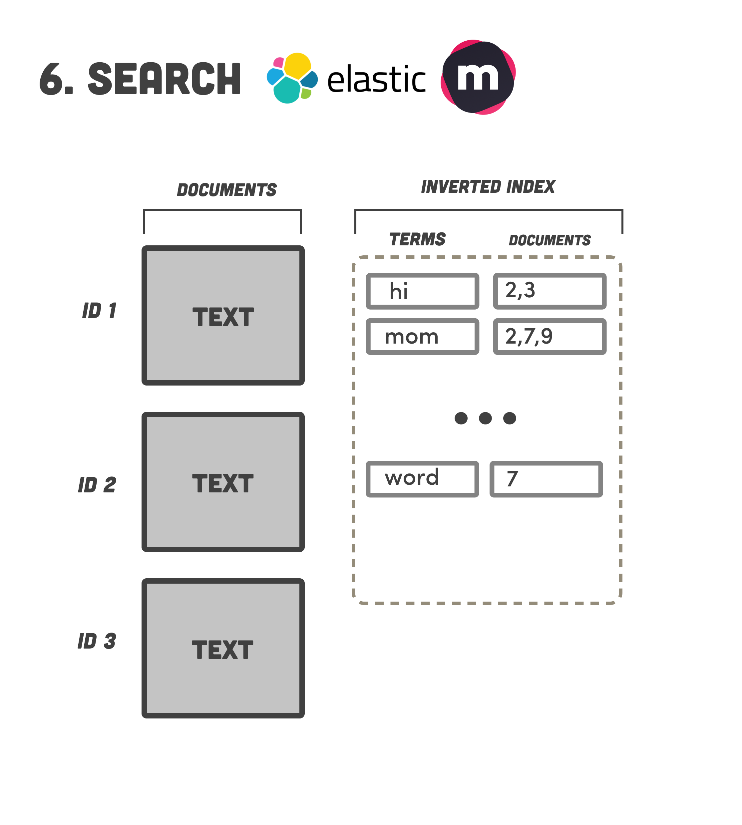 6. SEARCH elastic m
DOCUMENTS
INVERTED INDEX
TERMS DOCUMENTS
ID 1
TEXT
hi 2,3
mom 2,7,9
ID 2
TEXT
word 7
ID 3
TEXT